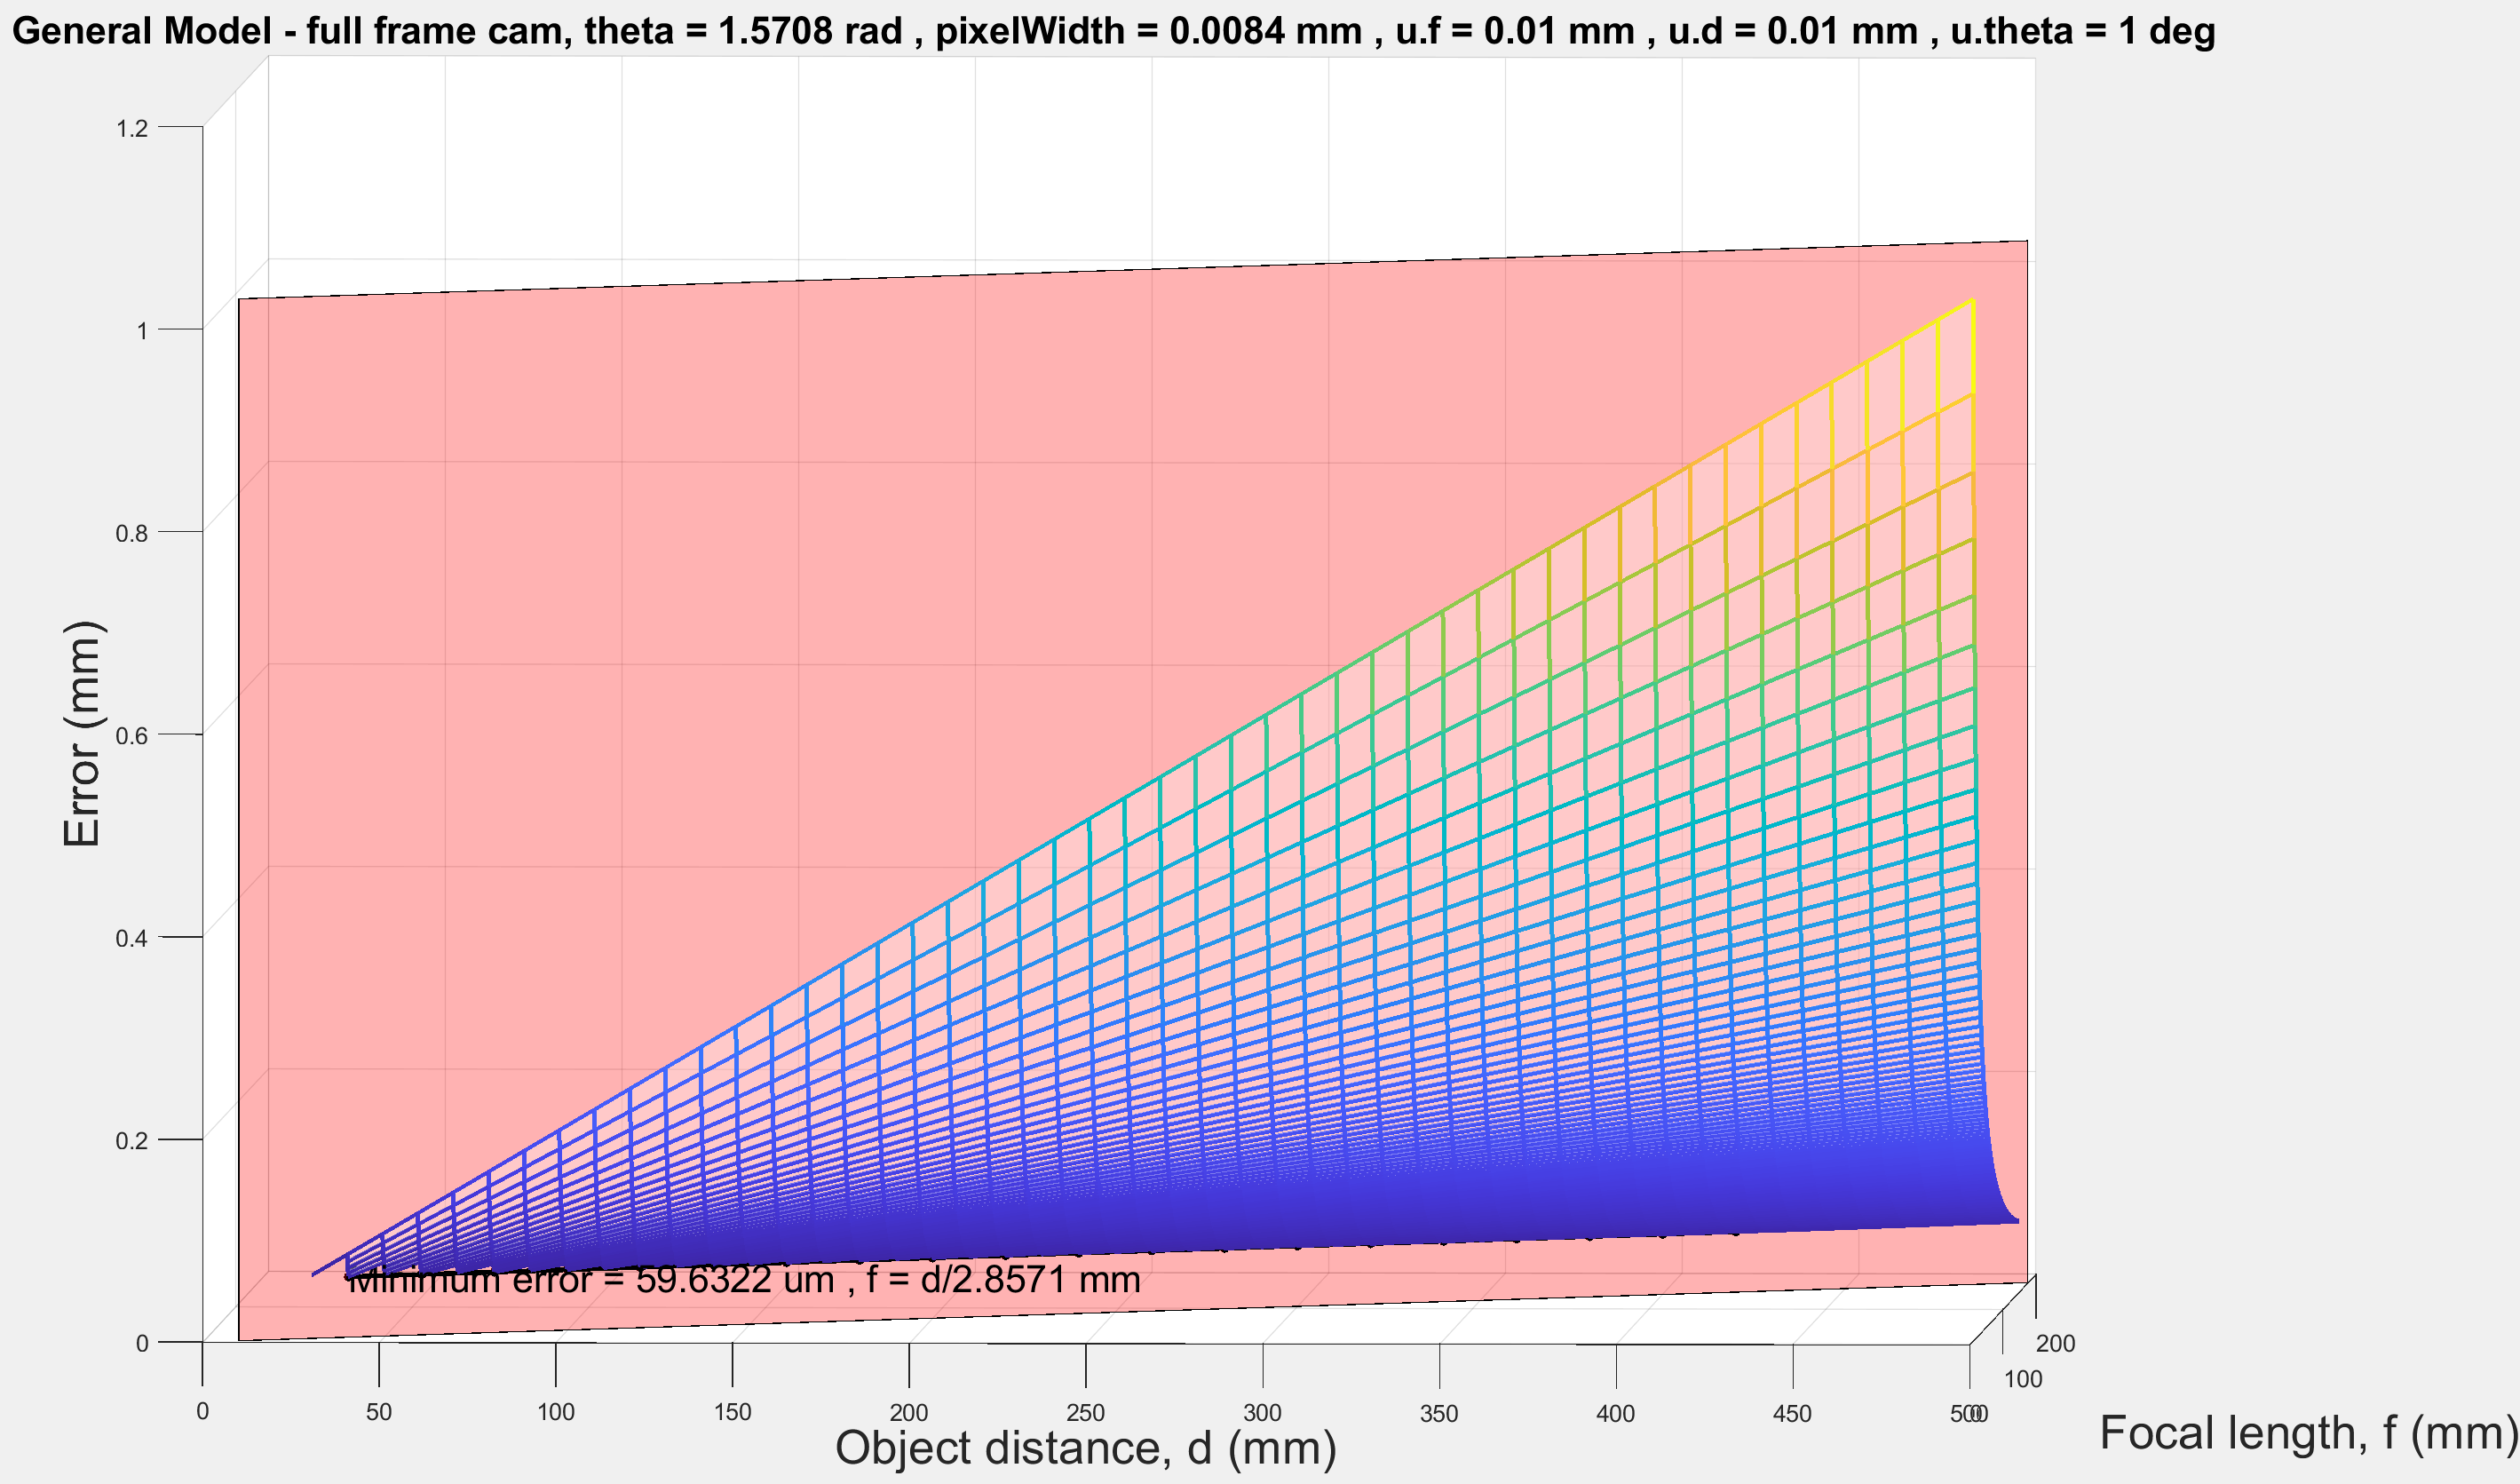 General Model - full frame cam, theta = 1.5708 rad , pixelWidth = 0.0084 mm , u.f = 0.01 mm , u.d = 0.01 mm , u.theta = 1 deg
1.2
1
0.8
0.6
0.4
0.2
0
Error (mm)
Minimum error = 59.6322 um , f = d/2.8571 mm
0 50 100 150 200 250 300 350 400 450 500
Object distance, d (mm)
0
100
200
Focal length, f (mm)